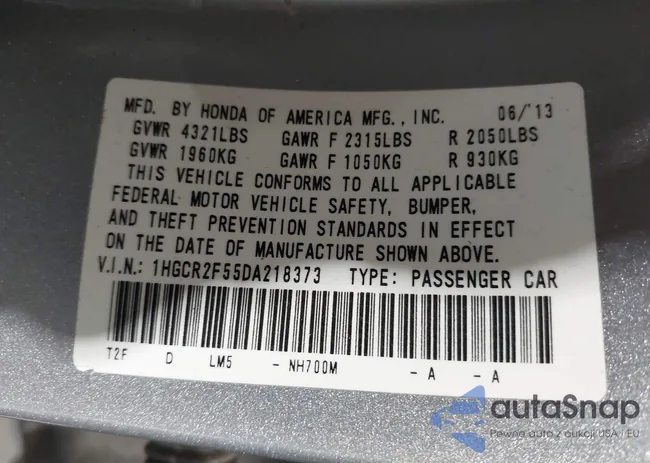 MFD. BY HONDA OF AMERICA MFG., INC. 06/'13
GVWR 4321LBS GAWR F 2315LBS R 2050LBS
GVWR 1960KG GAWR F 1050KG R 930KG
THIS VEHICLE CONFORMS TO ALL APPLICABLE
FEDERAL MOTOR VEHICLE SAFETY, BUMPER,
AND THEFT PREVENTION STANDARDS IN EFFECT
ON THE DATE OF MANUFACTURE SHOWN ABOVE.
V.I.N.: 1HGCR2F55DA218373 TYPE: PASSENGER CAR
T2F D LM5 - NH700M - A - A
autaSnap
Pewne auto z aukcji USA i EU